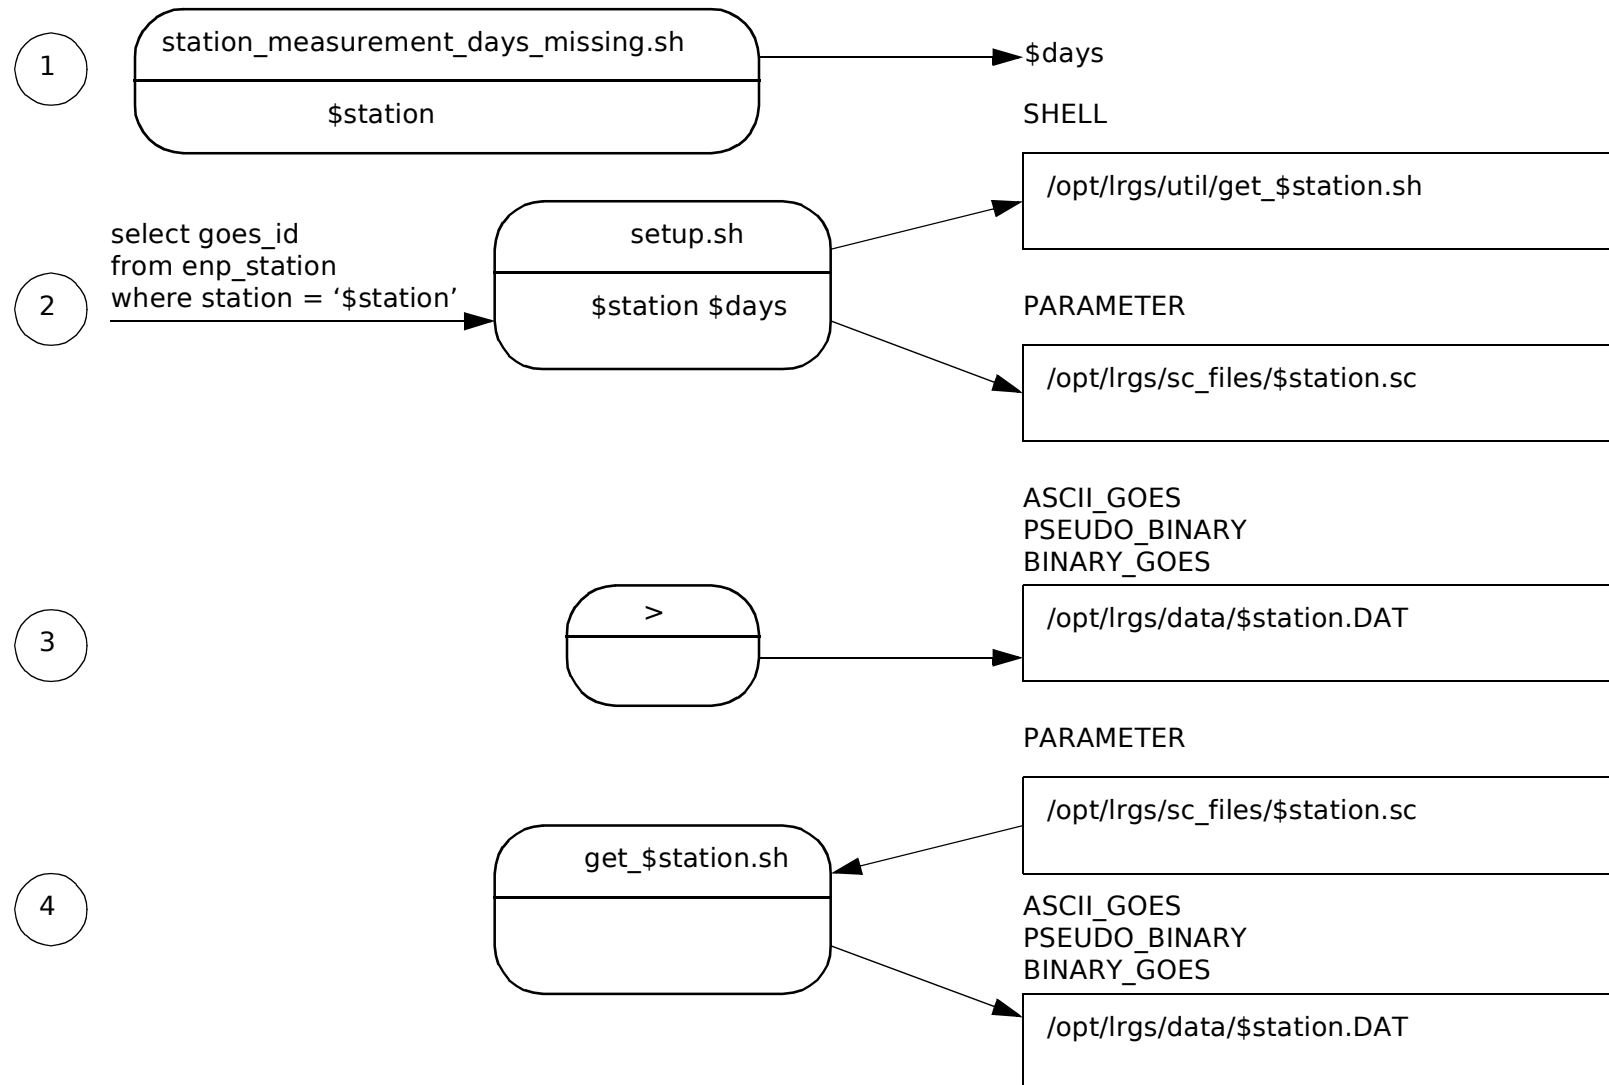 1
station_measurement_days_missing.sh
$station
$days
SHELL
/opt/lrgs/util/get_$station.sh
2
select goes_id
from enp_station
where station = ‘$station’
setup.sh
$station $days
PARAMETER
/opt/lrgs/sc_files/$station.sc
3
>
ASCII_GOES
PSEUDO_BINARY
BINARY_GOES
/opt/lrgs/data/$station.DAT
4
get_$station.sh
PARAMETER
/opt/lrgs/sc_files/$station.sc
ASCII_GOES
PSEUDO_BINARY
BINARY_GOES
/opt/lrgs/data/$station.DAT